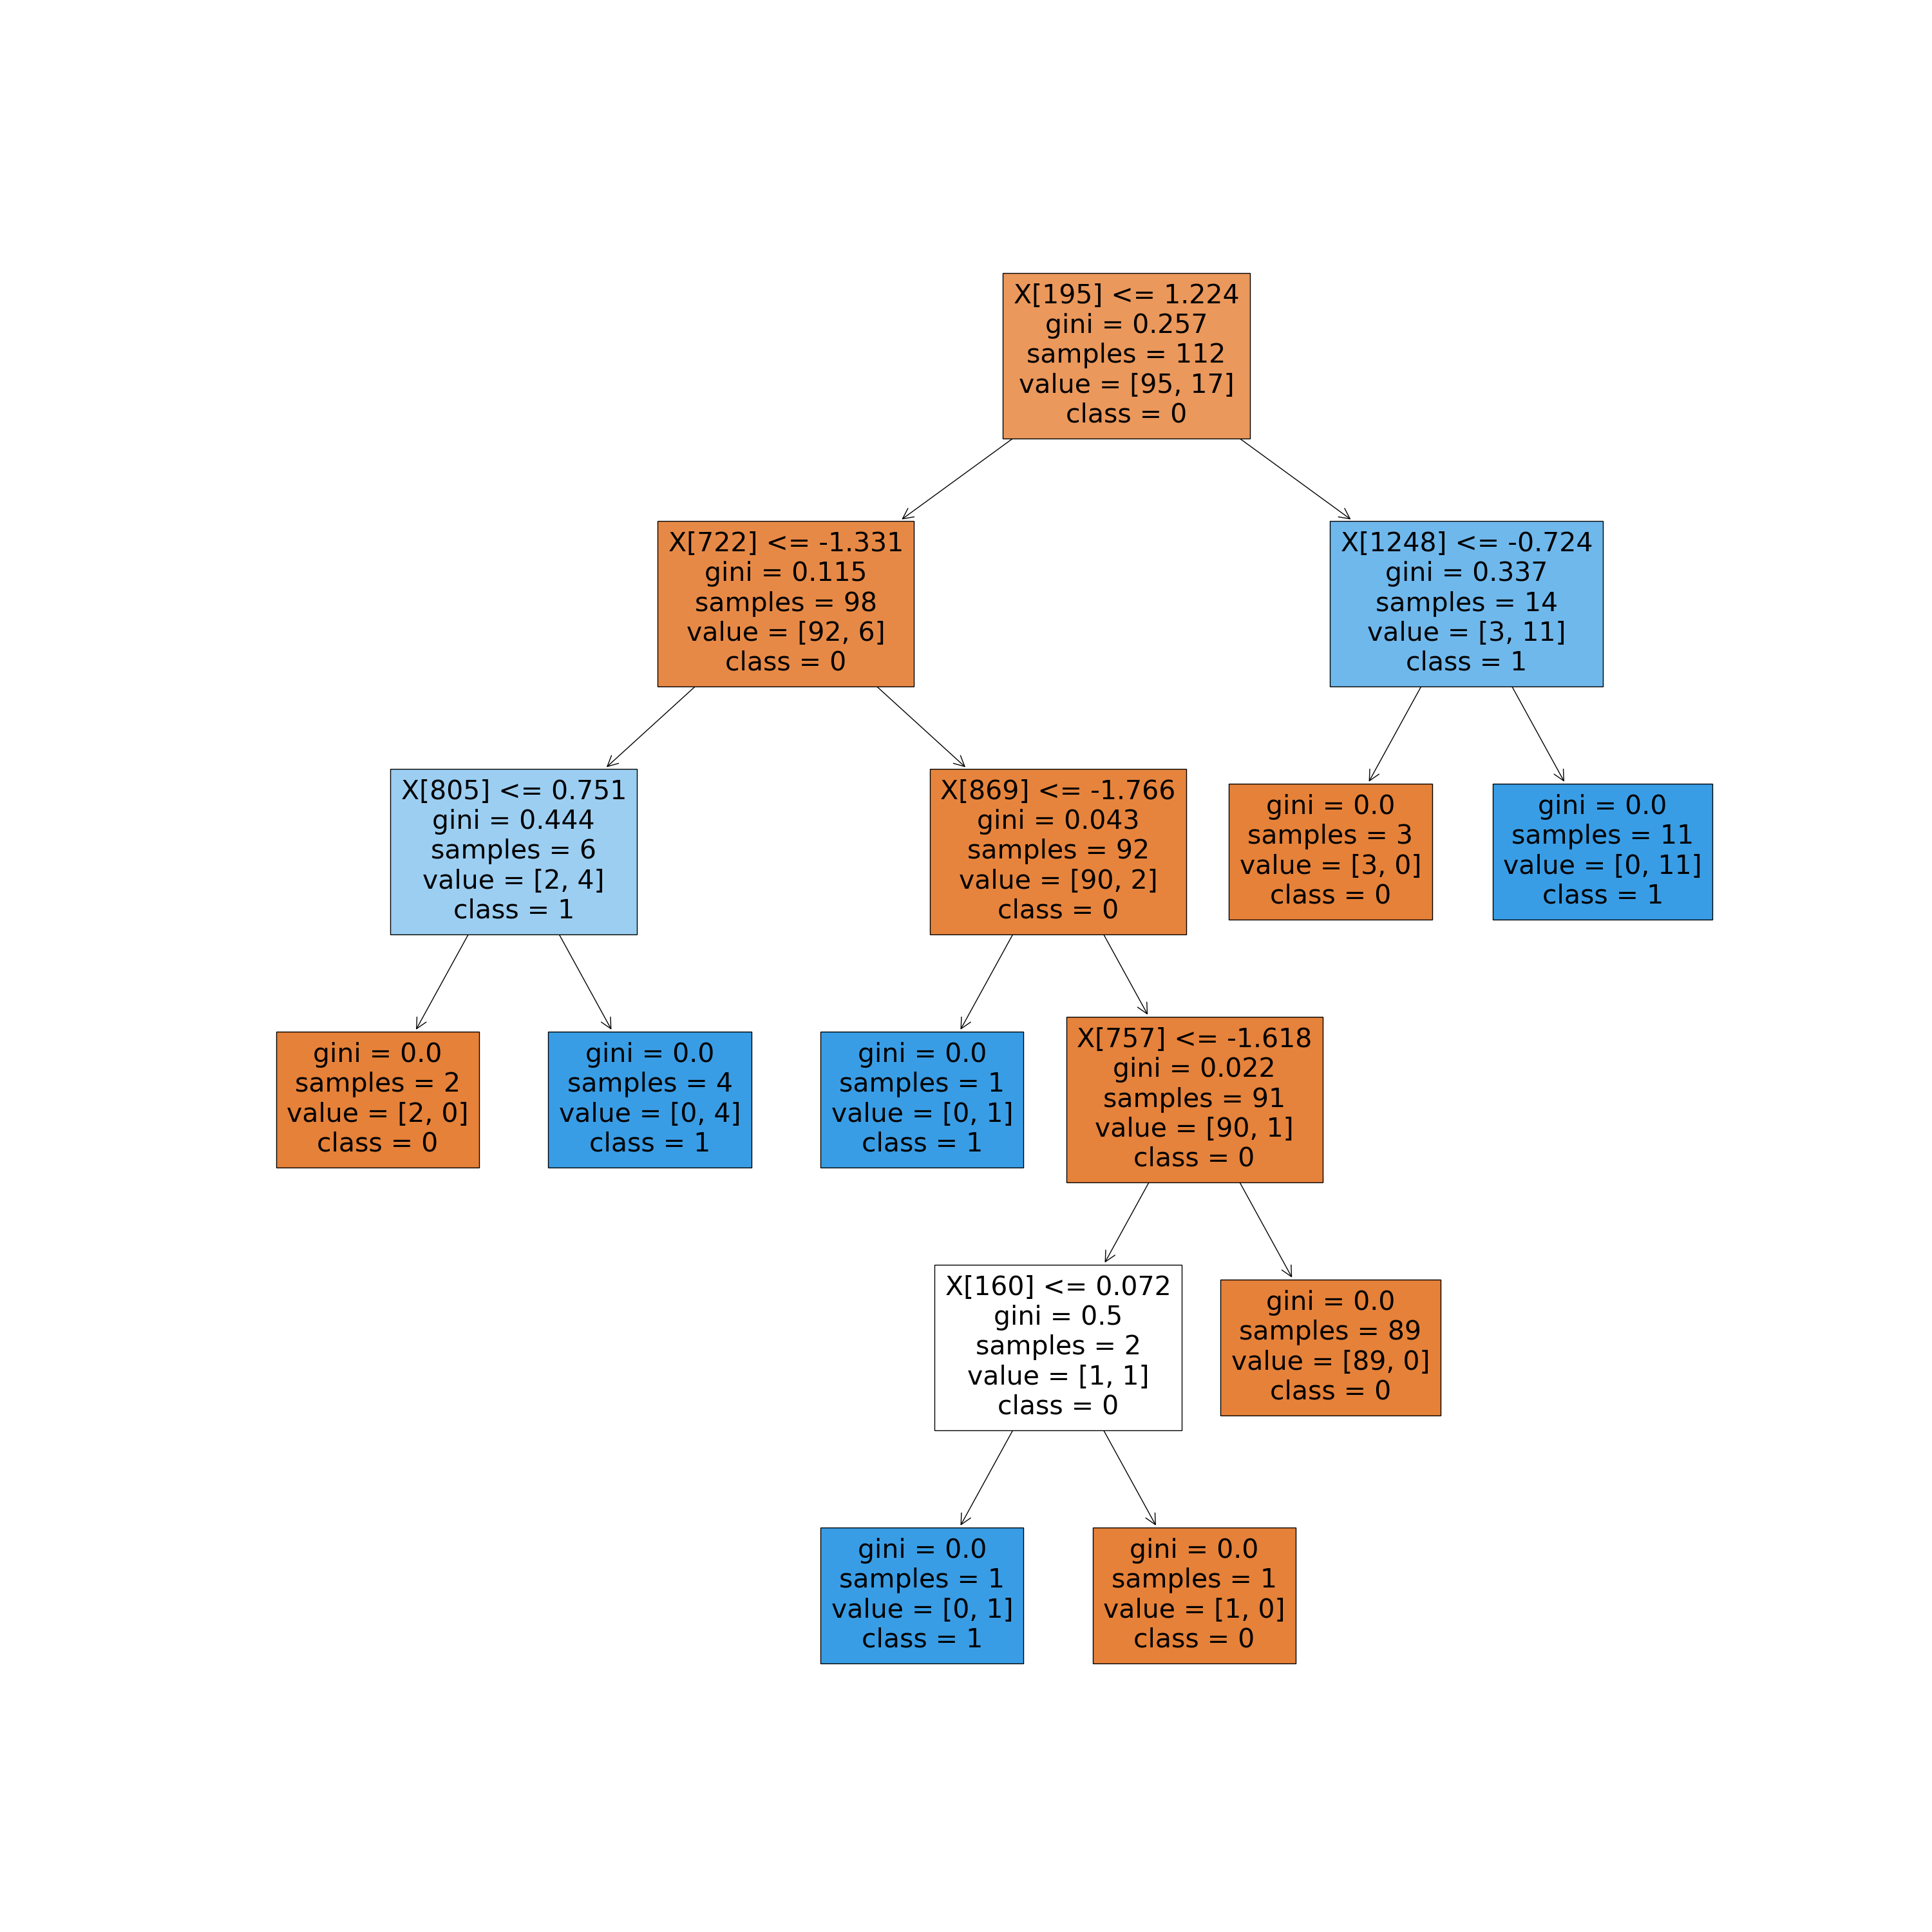 X[195] <= 1.224
gini = 0.257
samples = 112
value = [95, 17]
class = 0
X[722] <= -1.331
gini = 0.115
samples = 98
value = [92, 6]
class = 0
X[1248] <= -0.724
gini = 0.337
samples = 14
value = [3, 11]
class = 1
X[805] <= 0.751
gini = 0.444
samples = 6
value = [2, 4]
class = 1
X[869] <= -1.766
gini = 0.043
samples = 92
value = [90, 2]
class = 0
gini = 0.0
samples = 3
value = [3, 0]
class = 0
gini = 0.0
samples = 11
value = [0, 11]
class = 1
gini = 0.0
samples = 2
value = [2, 0]
class = 0
gini = 0.0
samples = 4
value = [0, 4]
class = 1
gini = 0.0
samples = 1
value = [0, 1]
class = 1
X[757] <= -1.618
gini = 0.022
samples = 91
value = [90, 1]
class = 0
X[160] <= 0.072
gini = 0.5
samples = 2
value = [1, 1]
class = 0
gini = 0.0
samples = 89
value = [89, 0]
class = 0
gini = 0.0
samples = 1
value = [0, 1]
class = 1
gini = 0.0
samples = 1
value = [1, 0]
class = 0